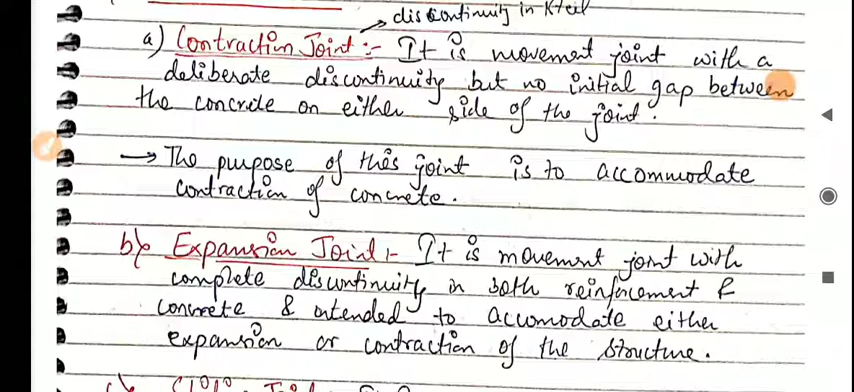 discontinuity in
a) Contraction Joint :- It is movement joint with a
deliberate discontinuity but no initial gap between
the concrete on either side of the joint.
→ The purpose of this joint is to accommodate
contraction of concrete.
b) Expansion Joint :- It is movement joint with
complete discontinuity in both reinforcement &
concrete & intended to accomodate either
expansion or contraction of the structure.